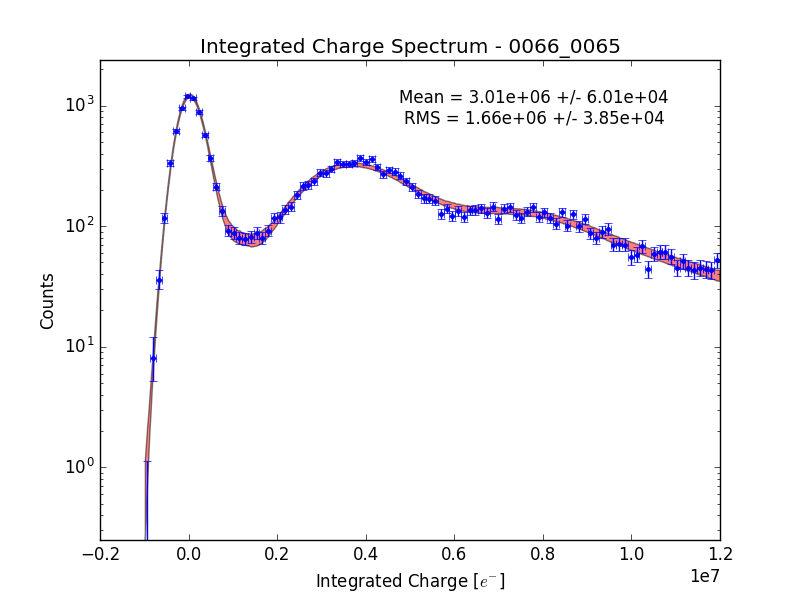 Integrated Charge Spectrum - 0066_0065
Mean = 3.01e+06 +/- 6.01e+04
RMS = 1.66e+06 +/- 3.85e+04
10³
10²
10¹
10⁰
Counts
−0.2 0.0 0.2 0.4 0.6 0.8 1.0 1.2
1e7
Integrated Charge [e⁻]